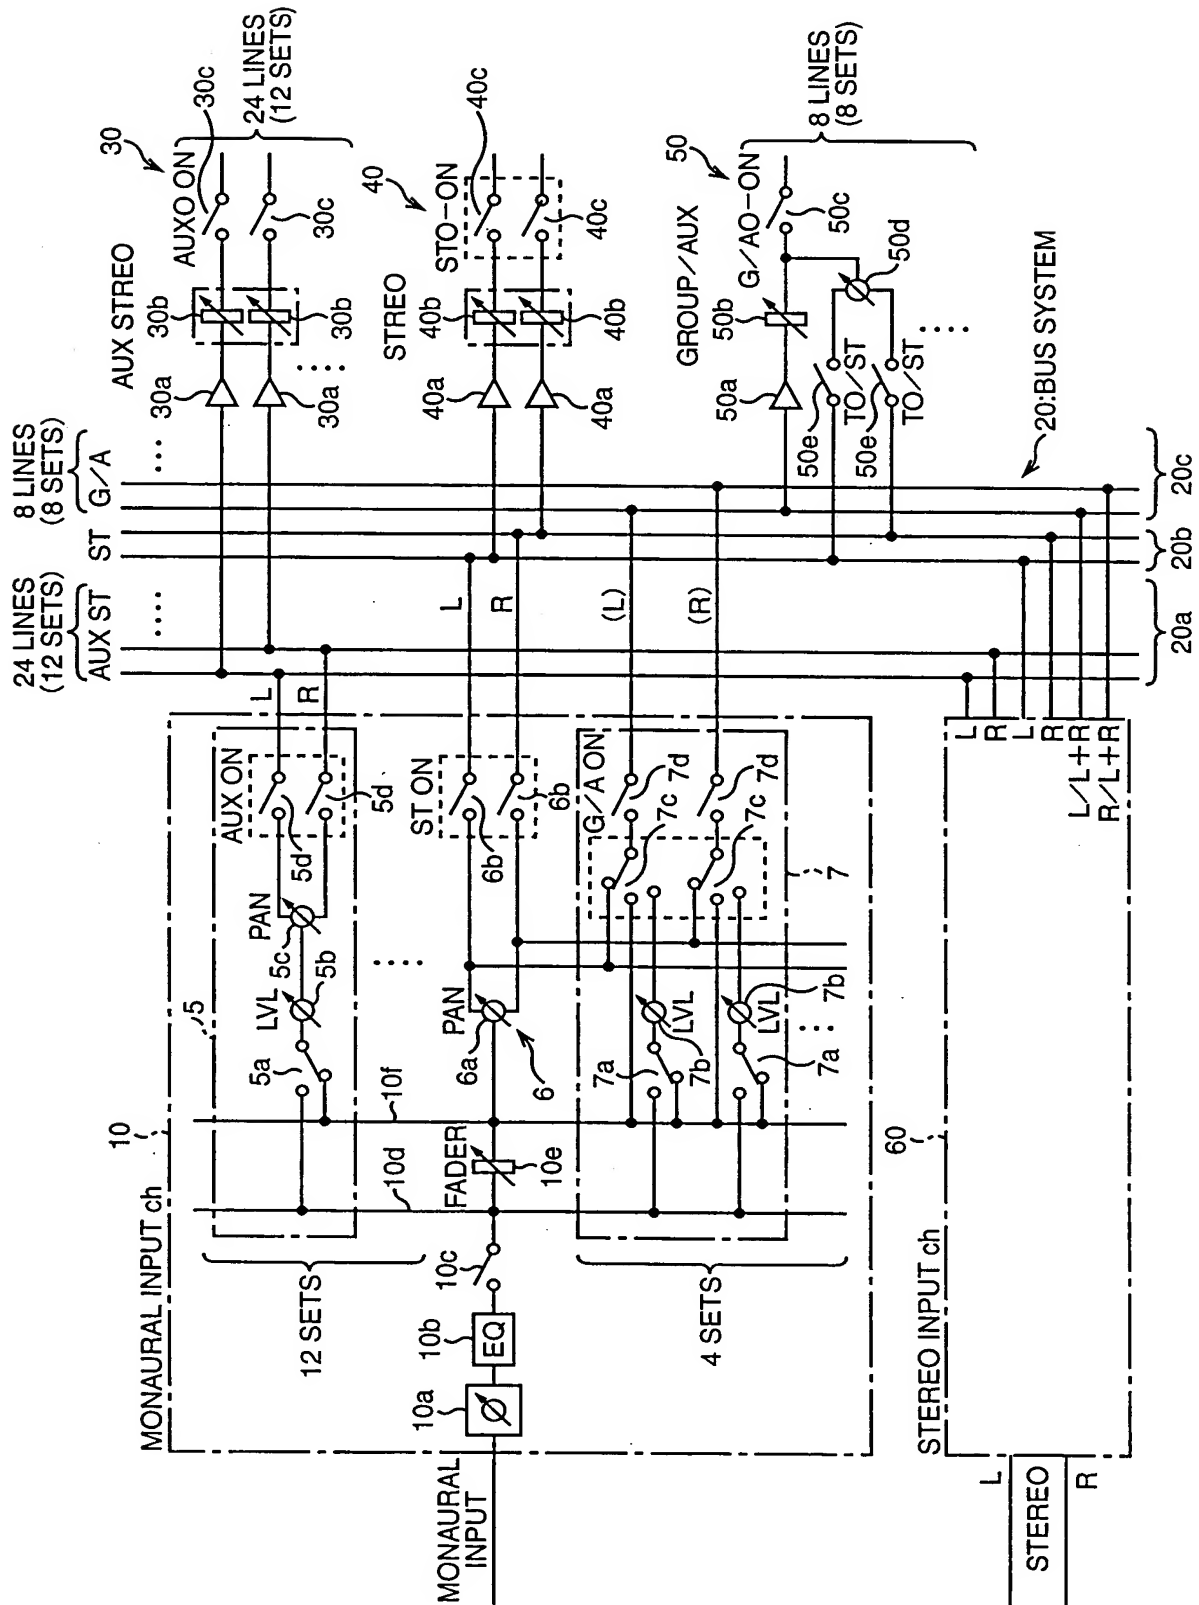 24 LINES
(12 SETS)
AUX ST
8 LINES
(8 SETS)
ST
G/A
AUX STREO
30
AUXO ON
30c
24 LINES
(12 SETS)
30a
30b
30a
30b
30c
MONAURAL INPUT ch
10
5
12 SETS
5a
LVL
5b
5c
PAN
AUX ON
5d
5d
L
R
10f
10d
STREO
40
STO-ON
40c
40a
40b
40a
40b
40c
MONAURAL
INPUT
10a
10b
EQ
10c
FADER
10e
6a
PAN
6
ST ON
6b
6b
L
R
4 SETS
7a
7b
LVL
7a
LVL
7b
G/A ON
7d
7c
7d
7c
7
(L)
(R)
GROUP/AUX
50
G/AO-ON
50a
50b
50c
50d
8 LINES
(8 SETS)
50e
TO/ST
50e
TO/ST
20:BUS SYSTEM
STEREO INPUT ch
60
L
STEREO
R
L
R
L
R
L/L+R
R/L+R
20a
20b
20c